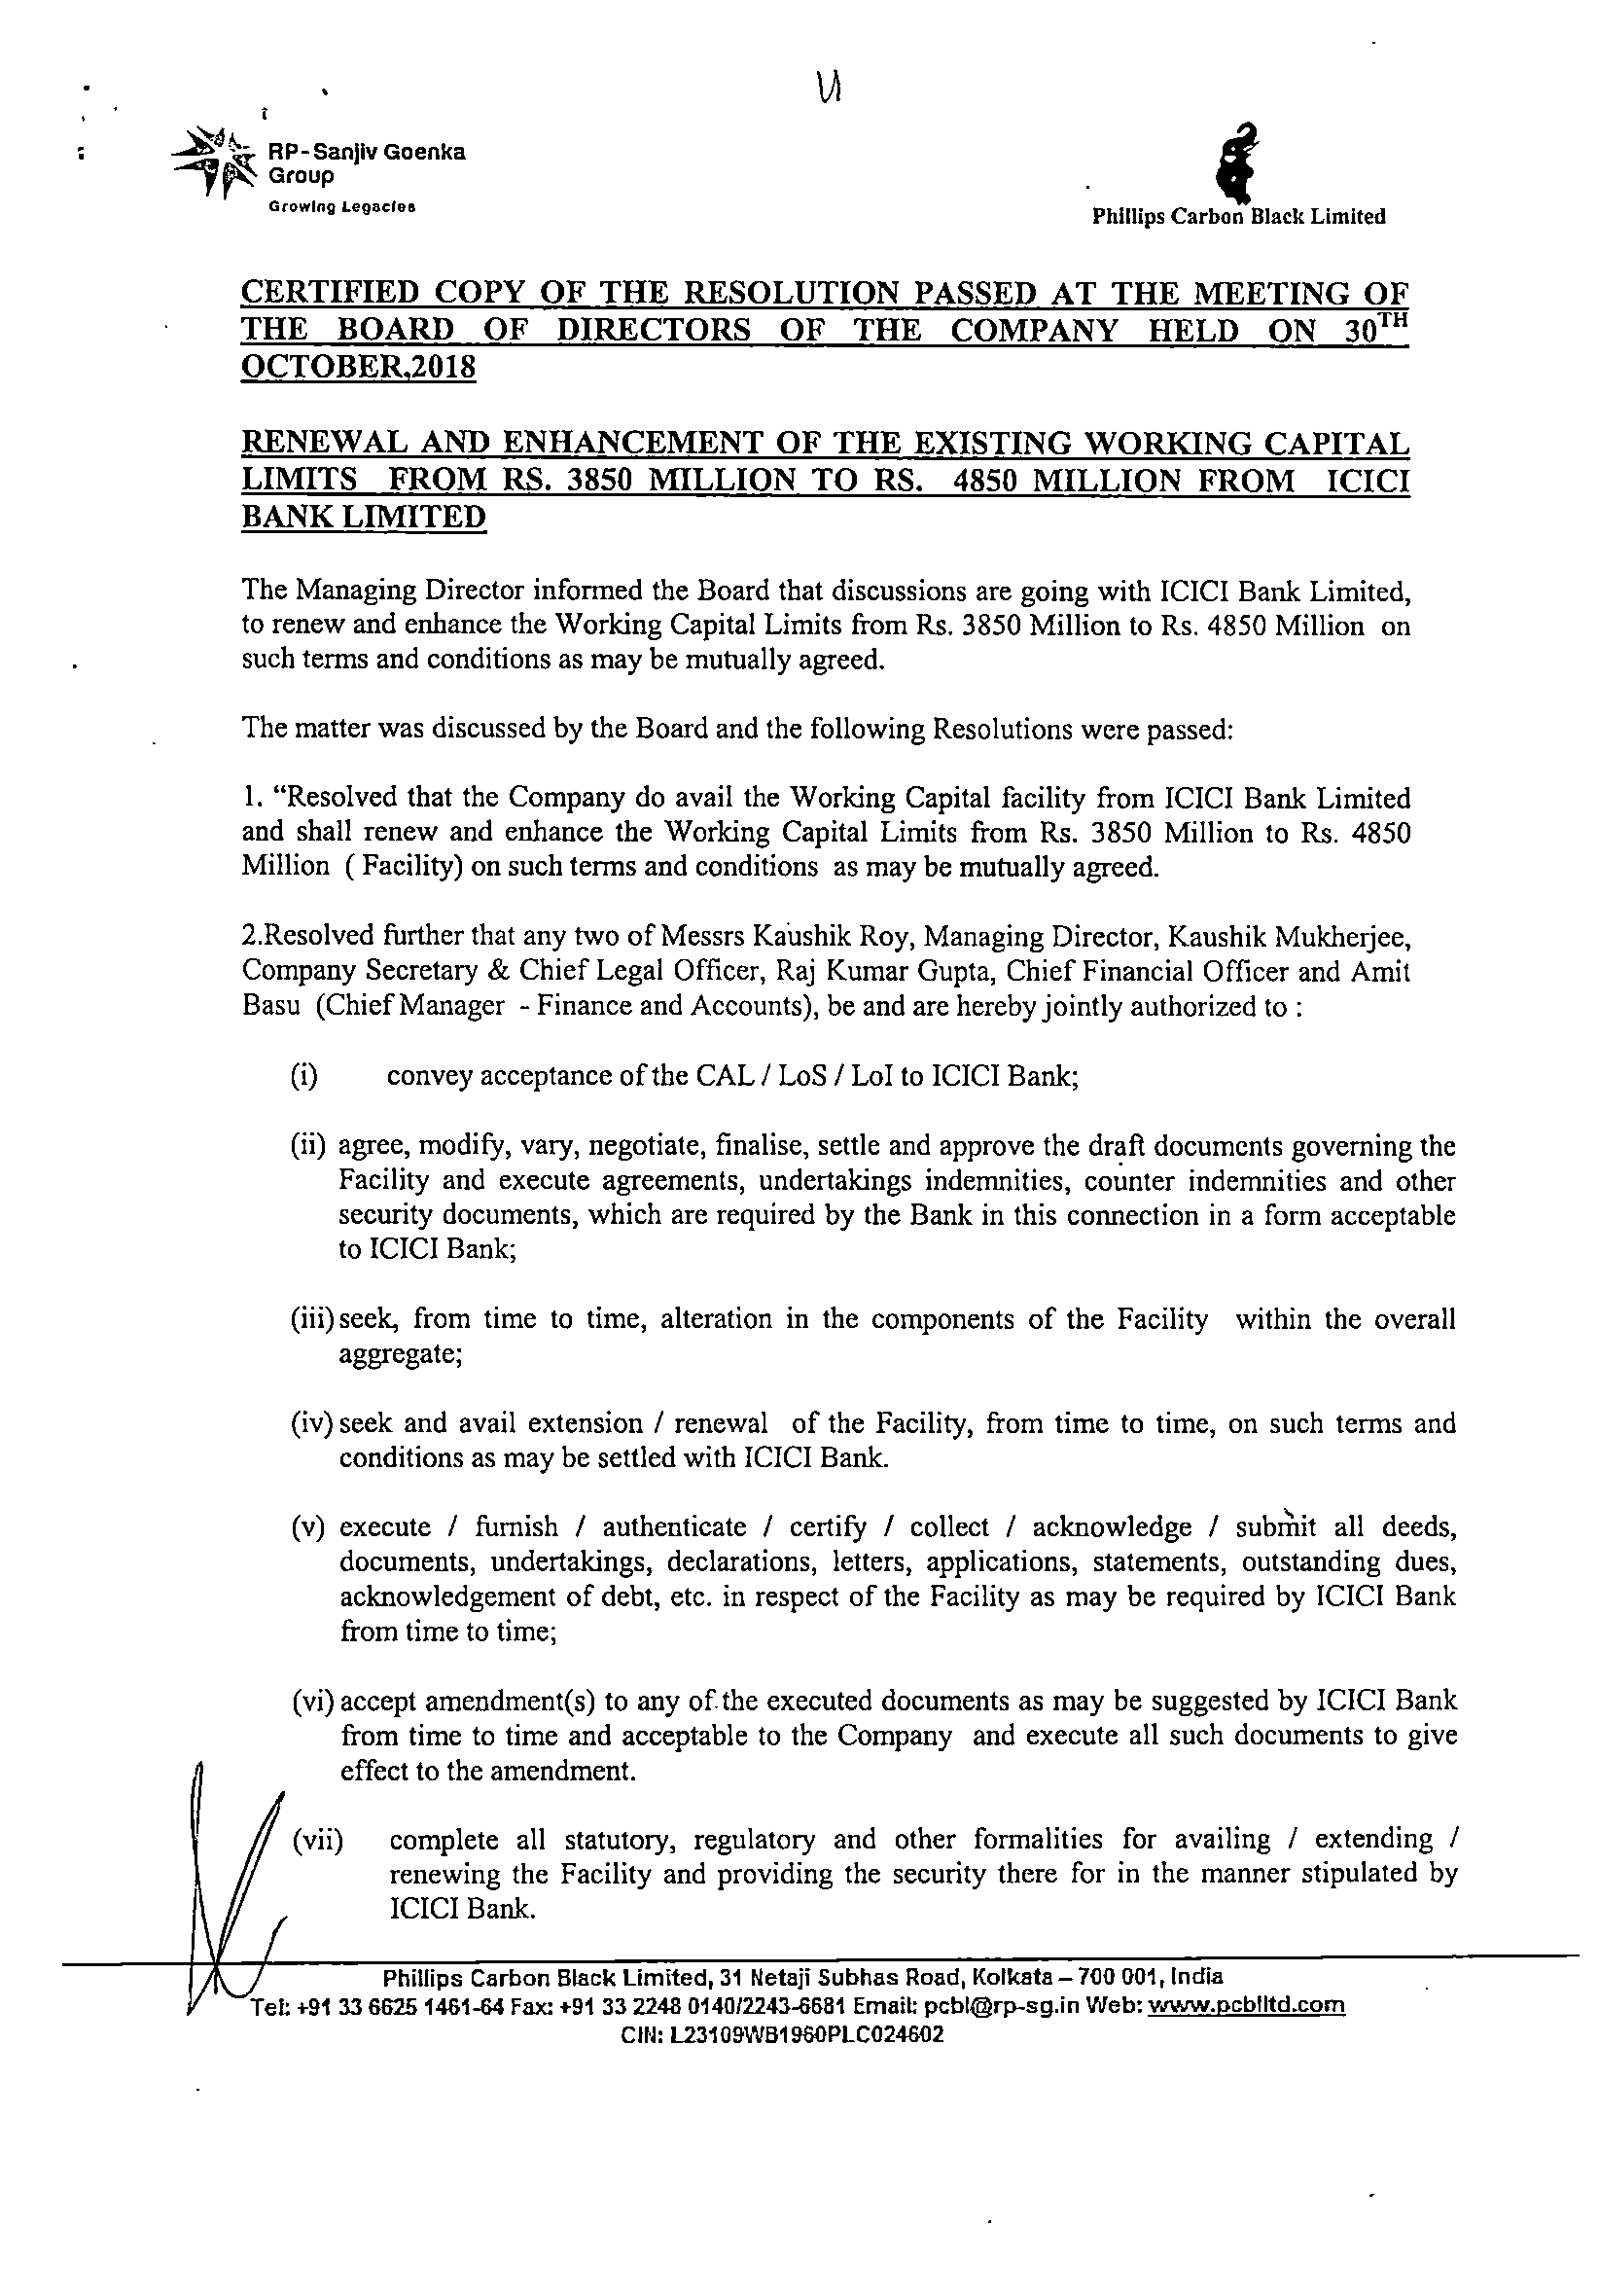 RP-Sanjiv Goenka
Group
Growing Legacies
Phillips Carbon Black Limited
CERTIFIED COPY OF THE RESOLUTION PASSED AT THE MEETING OF
THE BOARD OF DIRECTORS OF THE COMPANY HELD ON 30TH
OCTOBER,2018
RENEWAL AND ENHANCEMENT OF THE EXISTING WORKING CAPITAL
LIMITS FROM RS. 3850 MILLION TO RS. 4850 MILLION FROM ICICI
BANK LIMITED
The Managing Director informed the Board that discussions are going with ICICI Bank Limited,
to renew and enhance the Working Capital Limits from Rs. 3850 Million to Rs. 4850 Million on
such terms and conditions as may be mutually agreed.
The matter was discussed by the Board and the following Resolutions were passed:
1. “Resolved that the Company do avail the Working Capital facility from ICICI Bank Limited
and shall renew and enhance the Working Capital Limits from Rs. 3850 Million to Rs. 4850
Million ( Facility) on such terms and conditions as may be mutually agreed.
2.Resolved further that any two of Messrs Kaushik Roy, Managing Director, Kaushik Mukherjee,
Company Secretary & Chief Legal Officer, Raj Kumar Gupta, Chief Financial Officer and Amit
Basu (Chief Manager - Finance and Accounts), be and are hereby jointly authorized to :
(i) convey acceptance of the CAL / LoS / LoI to ICICI Bank;
(ii) agree, modify, vary, negotiate, finalise, settle and approve the draft documents governing the
Facility and execute agreements, undertakings indemnities, counter indemnities and other
security documents, which are required by the Bank in this connection in a form acceptable
to ICICI Bank;
(iii) seek, from time to time, alteration in the components of the Facility within the overall
aggregate;
(iv) seek and avail extension / renewal of the Facility, from time to time, on such terms and
conditions as may be settled with ICICI Bank.
(v) execute / furnish / authenticate / certify / collect / acknowledge / submit all deeds,
documents, undertakings, declarations, letters, applications, statements, outstanding dues,
acknowledgement of debt, etc. in respect of the Facility as may be required by ICICI Bank
from time to time;
(vi) accept amendment(s) to any of the executed documents as may be suggested by ICICI Bank
from time to time and acceptable to the Company and execute all such documents to give
effect to the amendment.
(vii) complete all statutory, regulatory and other formalities for availing / extending /
renewing the Facility and providing the security there for in the manner stipulated by
ICICI Bank.
Phillips Carbon Black Limited, 31 Netaji Subhas Road, Kolkata – 700 001, India
Tel: +91 33 6625 1461-64 Fax: +91 33 2248 0140/2243-6681 Email: pcbl@rp-sg.in Web: www.pcblltd.com
CIN: L23109WB1960PLC024602